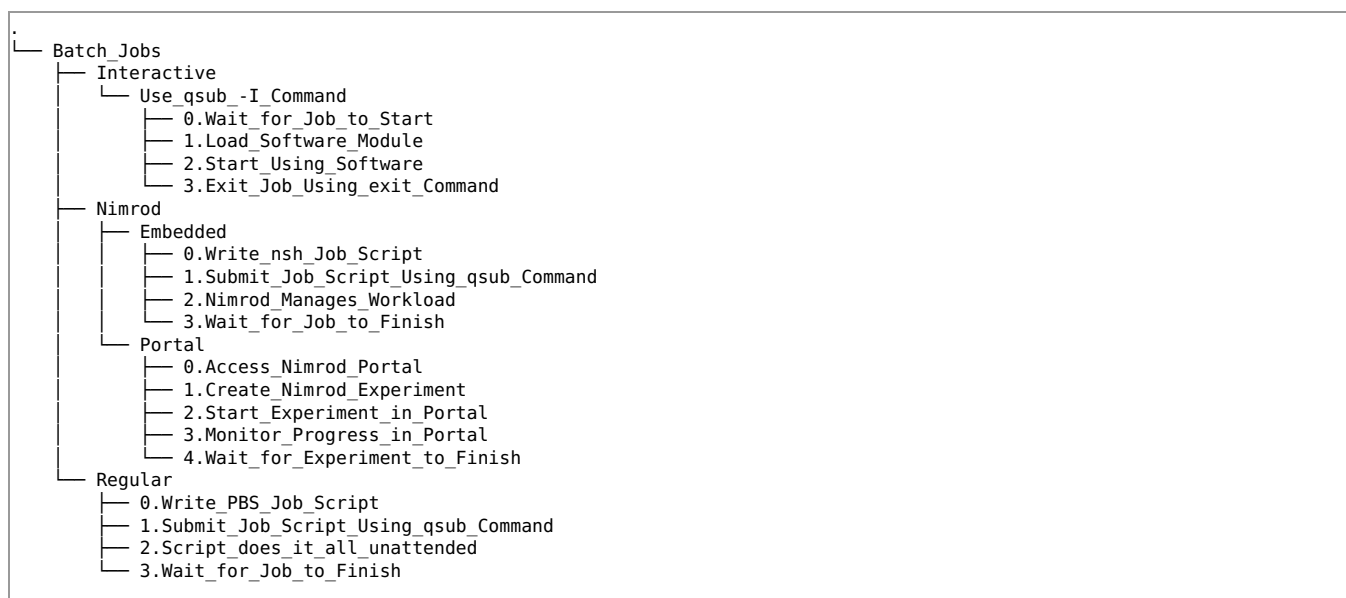 .
└── Batch_Jobs
    ├── Interactive
    │   └── Use_qsub_-I_Command
    │       ├── 0.Wait_for_Job_to_Start
    │       ├── 1.Load_Software_Module
    │       ├── 2.Start_Using_Software
    │       └── 3.Exit_Job_Using_exit_Command
    ├── Nimrod
    │   ├── Embedded
    │   │   ├── 0.Write_nsh_Job_Script
    │   │   ├── 1.Submit_Job_Script_Using_qsub_Command
    │   │   ├── 2.Nimrod_Manages_Workload
    │   │   └── 3.Wait_for_Job_to_Finish
    │   └── Portal
    │       ├── 0.Access_Nimrod_Portal
    │       ├── 1.Create_Nimrod_Experiment
    │       ├── 2.Start_Experiment_in_Portal
    │       ├── 3.Monitor_Progress_in_Portal
    │       └── 4.Wait_for_Experiment_to_Finish
    └── Regular
        ├── 0.Write_PBS_Job_Script
        ├── 1.Submit_Job_Script_Using_qsub_Command
        ├── 2.Script_does_it_all_unattended
        └── 3.Wait_for_Job_to_Finish